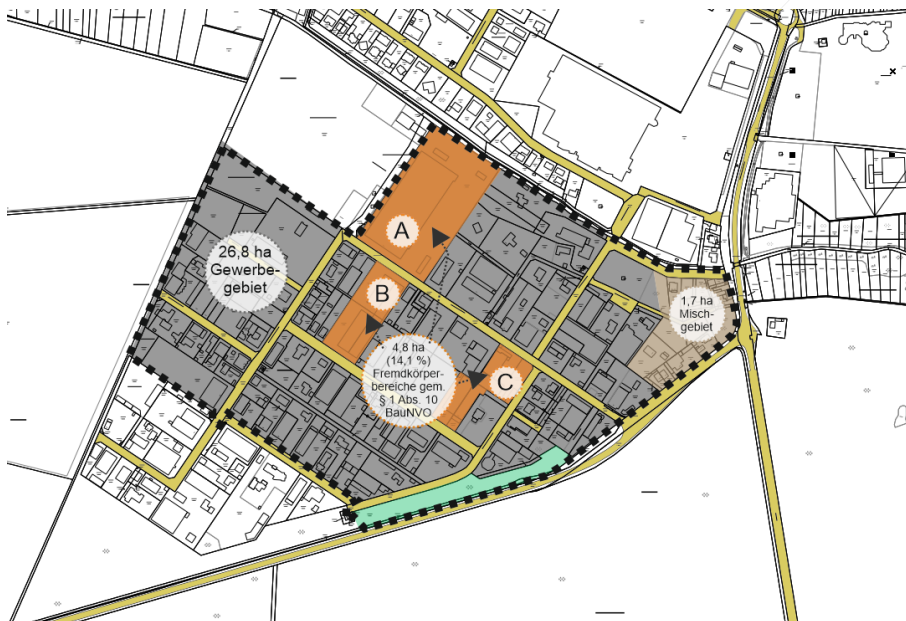 A
26,8 ha
Gewerbe-
gebiet
B
1,7 ha
Misch-
gebiet
4,8 ha
(14,1 %)
Fremdkörper-
bereiche gem.
§ 1 Abs. 10
BauNVO
C